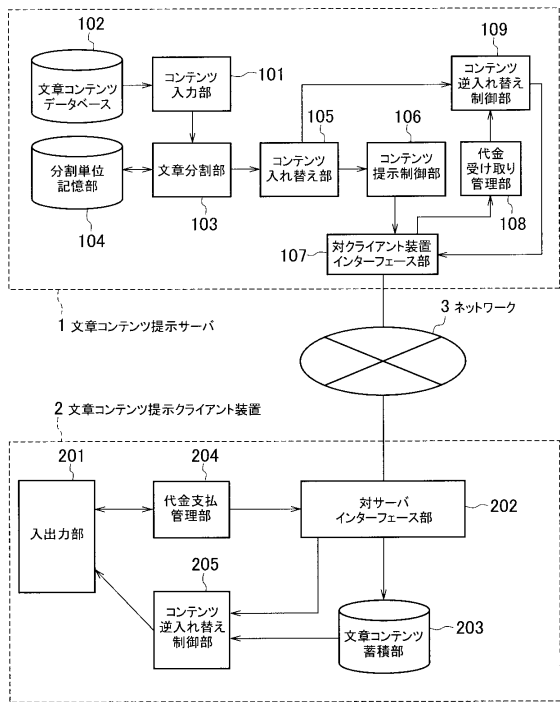 102
文章コンテンツ
データベース
コンテンツ
入力部
101
109
コンテンツ
逆入れ替え
制御部
分割単位
記憶部
104
文章分割部
103
105
コンテンツ
入れ替え部
106
コンテンツ
提示制御部
代金
受け取り
管理部
108
107
対クライアント装置
インターフェース部
1 文章コンテンツ提示サーバ
3 ネットワーク
2 文章コンテンツ提示クライアント装置
201
入出力部
204
代金支払
管理部
対サーバ
インターフェース部
202
205
コンテンツ
逆入れ替え
制御部
文章コンテンツ
蓄積部
203